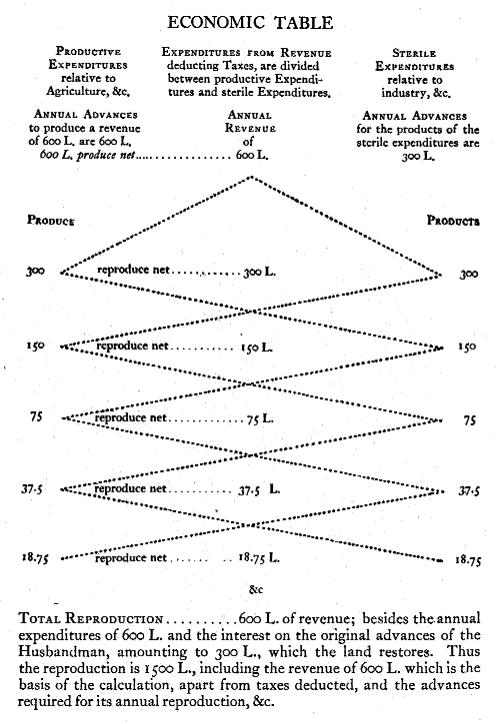 ECONOMIC TABLE
PRODUCTIVE
EXPENDITURES
relative to
Agriculture, &c.
EXPENDITURES FROM REVENUE
deducting Taxes, are divided
between productive Expendi-
tures and sterile Expenditures.
STERILE
EXPENDITURES
relative to
industry, &c.
ANNUAL ADVANCES
to produce a revenue
of 600 L. are 600 L.
600 L. produce net............... 600 L.
ANNUAL
REVENUE
of
ANNUAL ADVANCES
for the products of the
sterile expenditures are
300 L.
PRODUCE
PRODUCTS
300 reproduce net............ 300 L. 300
150 reproduce net.......... 150 L. 150
75 reproduce net............ 75 L. 75
37.5 reproduce net.......... 37.5 L. 37.5
18.75 reproduce net......... 18.75 L. 18.75
&c
TOTAL REPRODUCTION ..........600 L. of revenue; besides the annual
expenditures of 600 L. and the interest on the original advances of the
Husbandman, amounting to 300 L., which the land restores. Thus
the reproduction is 1500 L., including the revenue of 600 L. which is the
basis of the calculation, apart from taxes deducted, and the advances
required for its annual reproduction, &c.